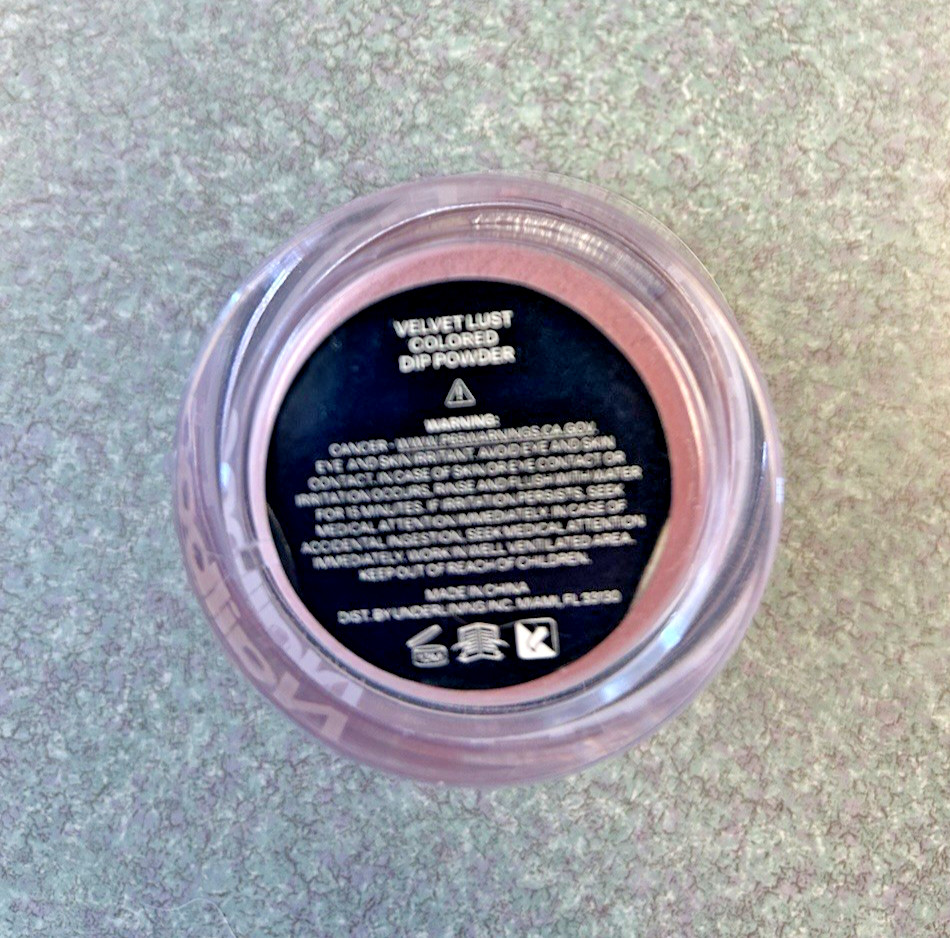 VELVET LUST
COLORED
DIP POWDER
WARNING:
CANCER - WWW.P65WARNINGS.CA.GOV
EYE AND SKIN IRRITANT. AVOID EYE AND SKIN
CONTACT. IN CASE OF SKIN OR EYE CONTACT OR
IRRITATION OCCURS, RINSE AND FLUSH WITH WATER
FOR 15 MINUTES. IF IRRITATION PERSISTS, SEEK
MEDICAL ATTENTION IMMEDIATELY. IN CASE OF
ACCIDENTAL INGESTION, SEEK MEDICAL ATTENTION
IMMEDIATELY. WORK IN WELL VENTILATED AREA.
KEEP OUT OF REACH OF CHILDREN.
MADE IN CHINA
DIST. BY UNDERLINING INC. MIAMI, FL